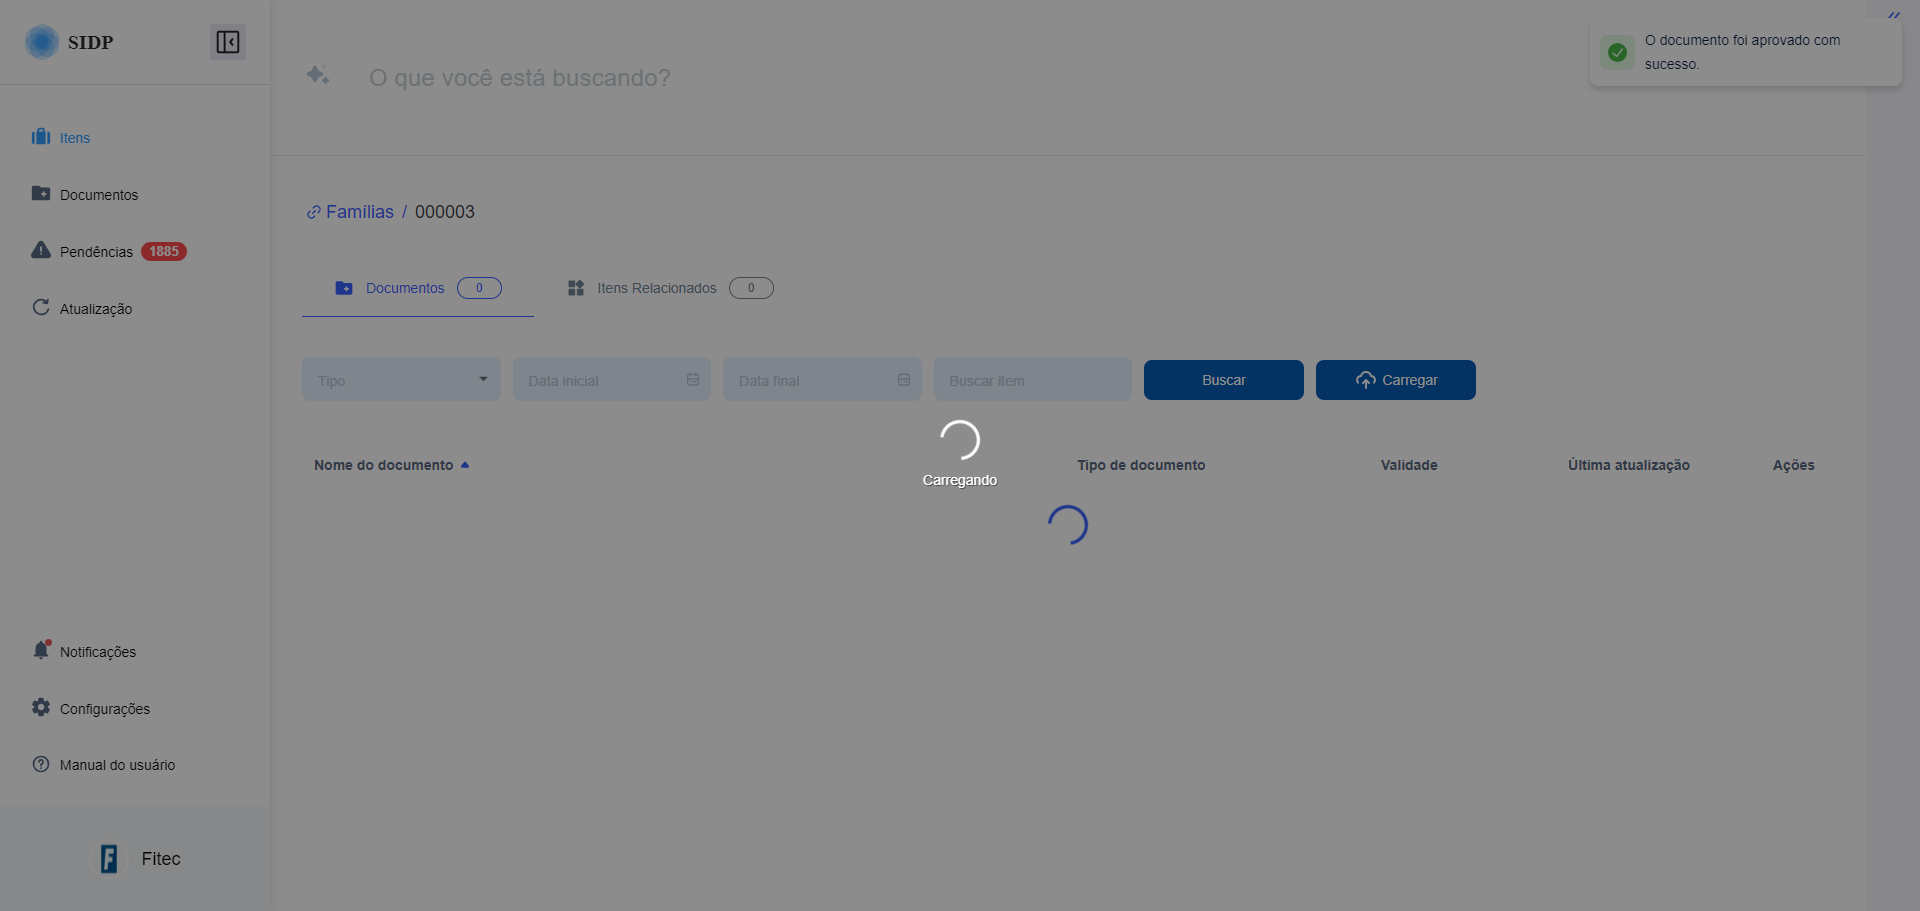 SIDP
O que você está buscando?
O documento foi aprovado com
sucesso.
Itens
Documentos
Pendências 1885
Atualização
Famílias / 000003
Documentos 0
Itens Relacionados 0
Tipo
Data inicial
Data final
Buscar item
Buscar
Carregar
Nome do documento
Tipo de documento
Validade
Última atualização
Ações
Carregando
Notificações
Configurações
Manual do usuário
F Fitec